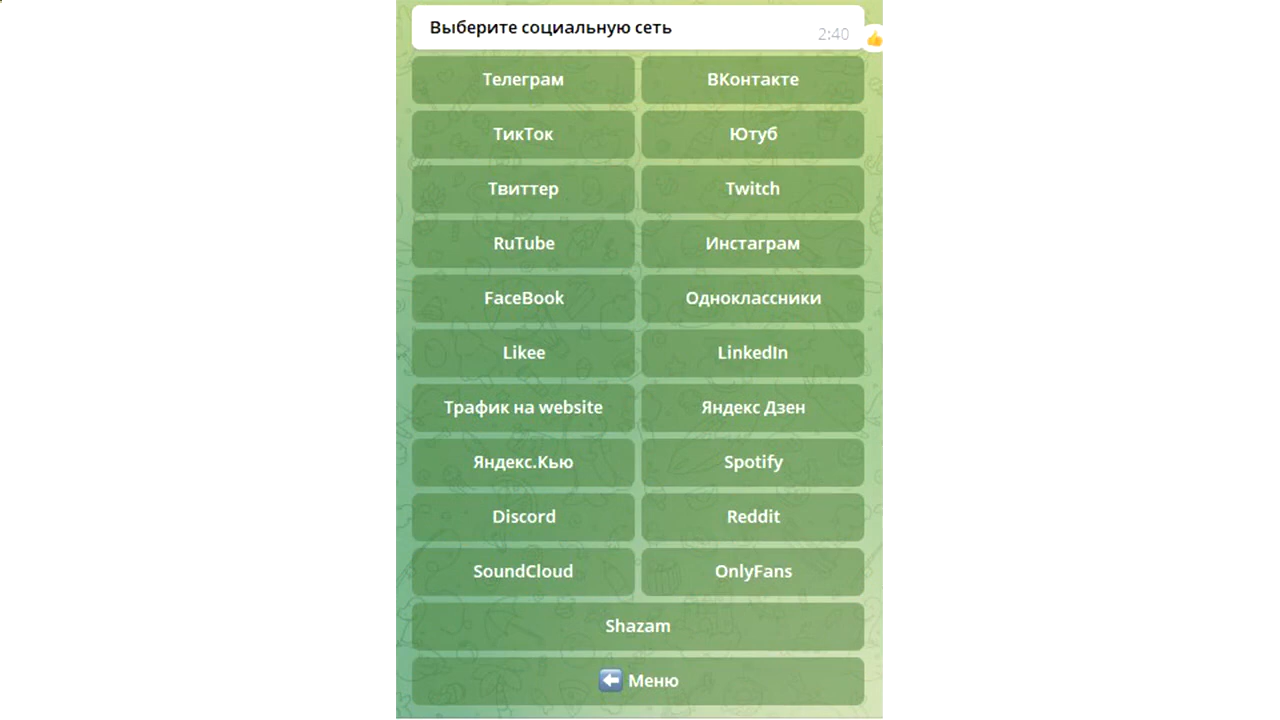 Выберите социальную сеть
2:40
Телеграм
ВКонтакте
ТикТок
Ютуб
Твиттер
Twitch
RuTube
Инстаграм
FaceBook
Одноклассники
Likee
LinkedIn
Трафик на website
Яндекс Дзен
Яндекс.Кью
Spotify
Discord
Reddit
SoundCloud
OnlyFans
Shazam
Меню